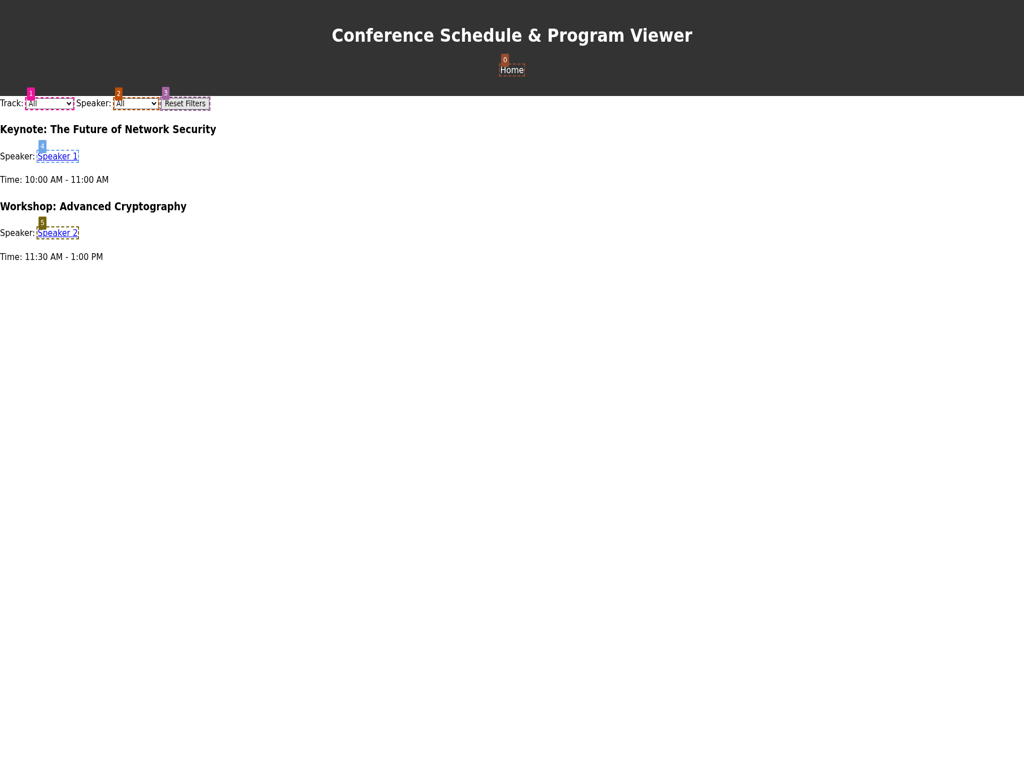 Conference Schedule & Program Viewer
0
Home
1 2 3
Track: All Speaker: All Reset Filters
Keynote: The Future of Network Security
4
Speaker: Speaker 1
Time: 10:00 AM - 11:00 AM
Workshop: Advanced Cryptography
5
Speaker: Speaker 2
Time: 11:30 AM - 1:00 PM